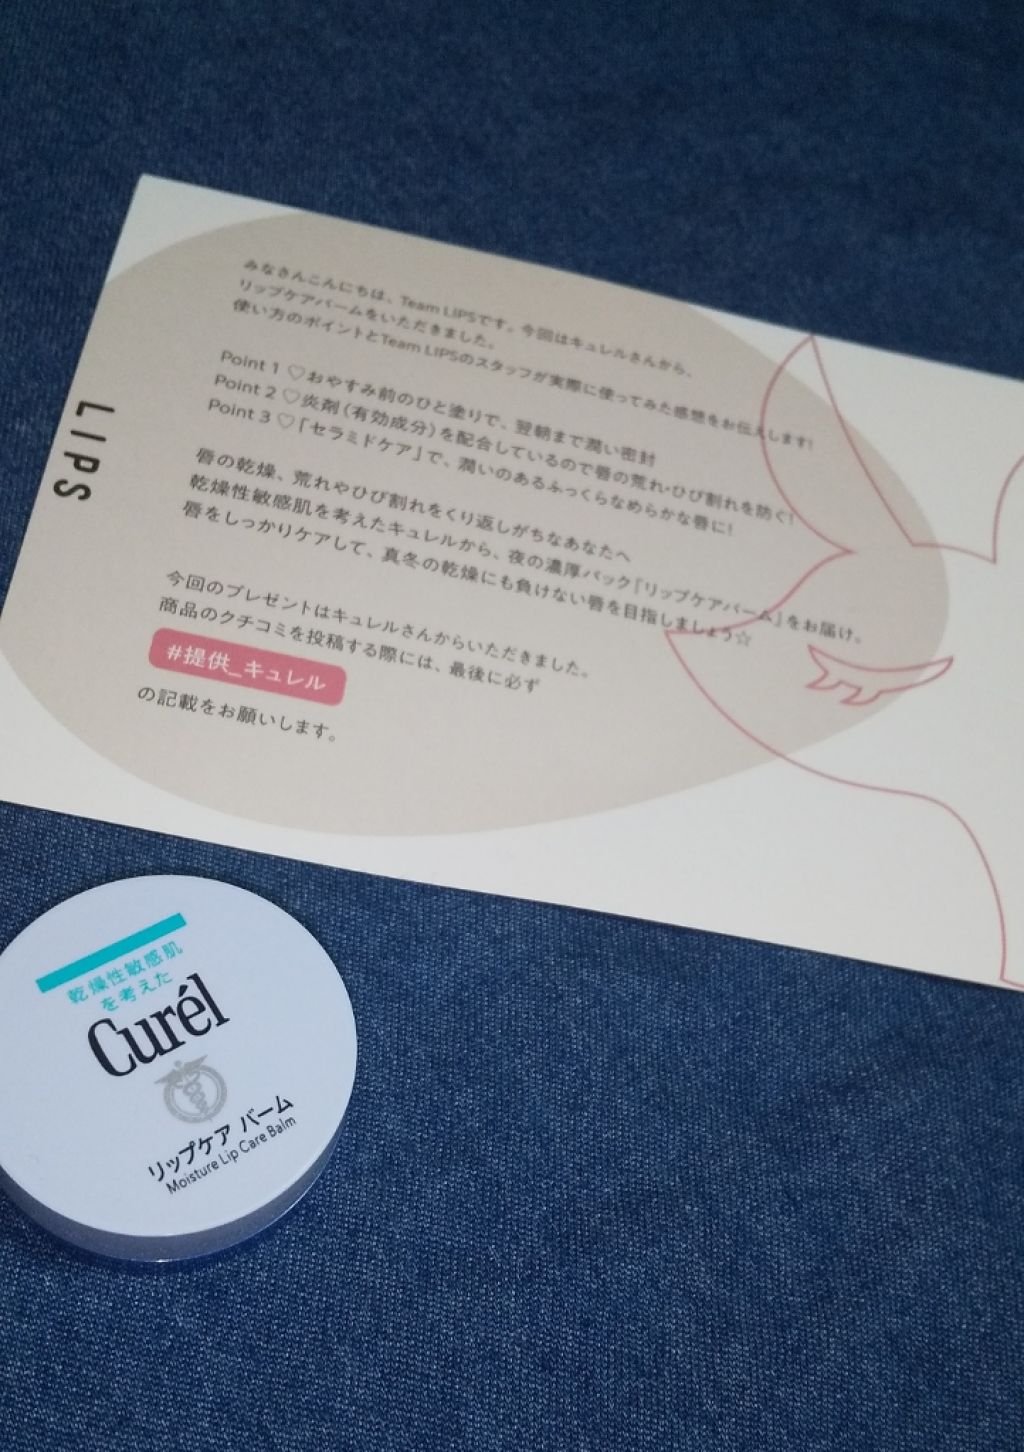 みなさんこんにちは、Team LIPSです。今回はキュレルさんから、
リップケアバームをいただきました。
使い方のポイントとTeam LIPSのスタッフが実際に使ってみた感想をお伝えします!
Point 1 ♡おやすみ前のひと塗りで、翌朝まで潤い密封
Point 2 ♡炎剤(有効成分)を配合しているので唇の荒れ・ひび割れを防ぐ!
Point 3 ♡「セラミドケア」で、潤いのあるふっくらなめらかな唇に!
唇の乾燥、荒れやひび割れをくり返しがちなあなたへ
乾燥性敏感肌を考えたキュレルから、夜の濃厚パック「リップケアバーム」をお届け。
唇をしっかりケアして、真冬の乾燥にも負けない唇を目指しましょう☆
今回のプレゼントはキュレルさんからいただきました。
商品のクチコミを投稿する際には、最後に必ず
#提供_キュレル
の記載をお願いします。
LIPS
乾燥性敏感肌
を考えた
Curél
リップケア バーム
Moisture Lip Care Balm